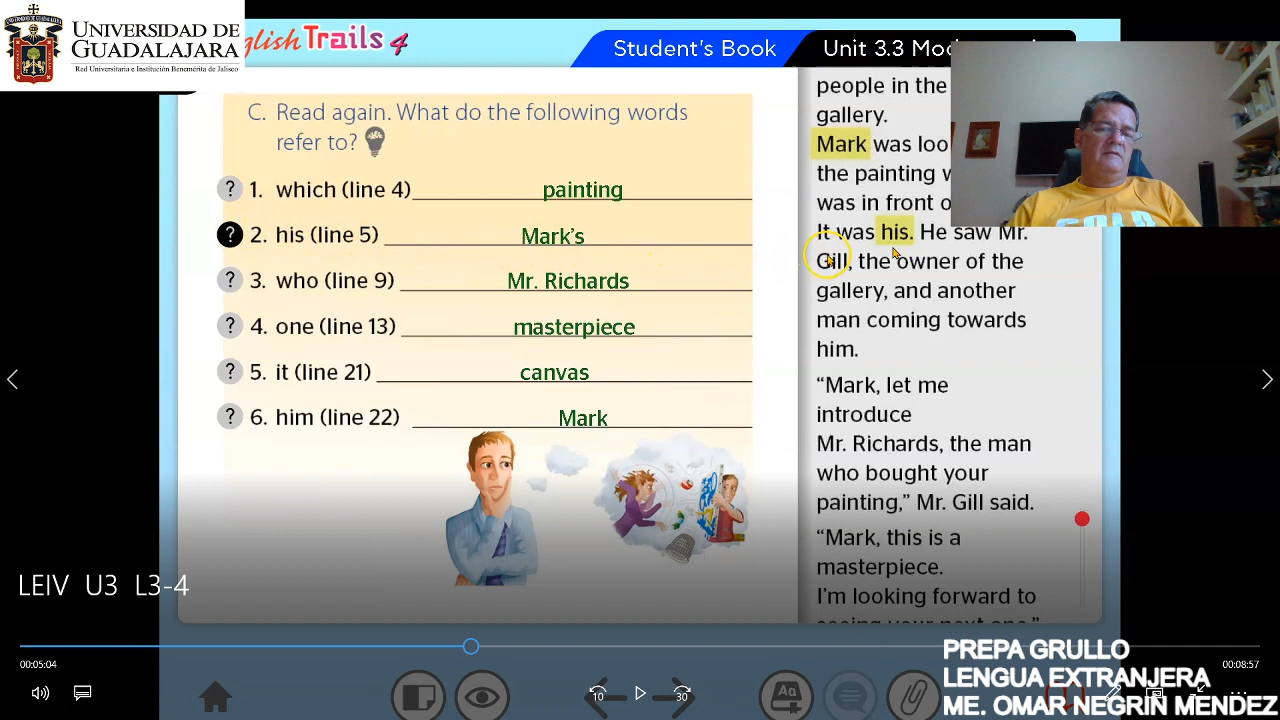 UNIVERSIDAD DE
GUADALAJARA
Red Universitaria e Institución Benemérita de Jalisco
glish Trails 4
Student's Book
Unit 3.3
C. Read again. What do the following words
refer to?
? 1. which (line 4) painting
? 2. his (line 5) Mark's
? 3. who (line 9) Mr. Richards
? 4. one (line 13) masterpiece
? 5. it (line 21) canvas
? 6. him (line 22) Mark
people in the
gallery.
Mark was loo
the painting w
was in front o
It was his. He saw Mr.
Gill, the owner of the
gallery, and another
man coming towards
him.
“Mark, let me
introduce
Mr. Richards, the man
who bought your
painting,” Mr. Gill said.
“Mark, this is a
masterpiece.
I'm looking forward to
seeing your next one.”
LEIV U3 L3-4
00:05:04
00:08:57
10
30
Aa
PREPA GRULLO
LENGUA EXTRANJERA
ME. OMAR NEGRIN MENDEZ